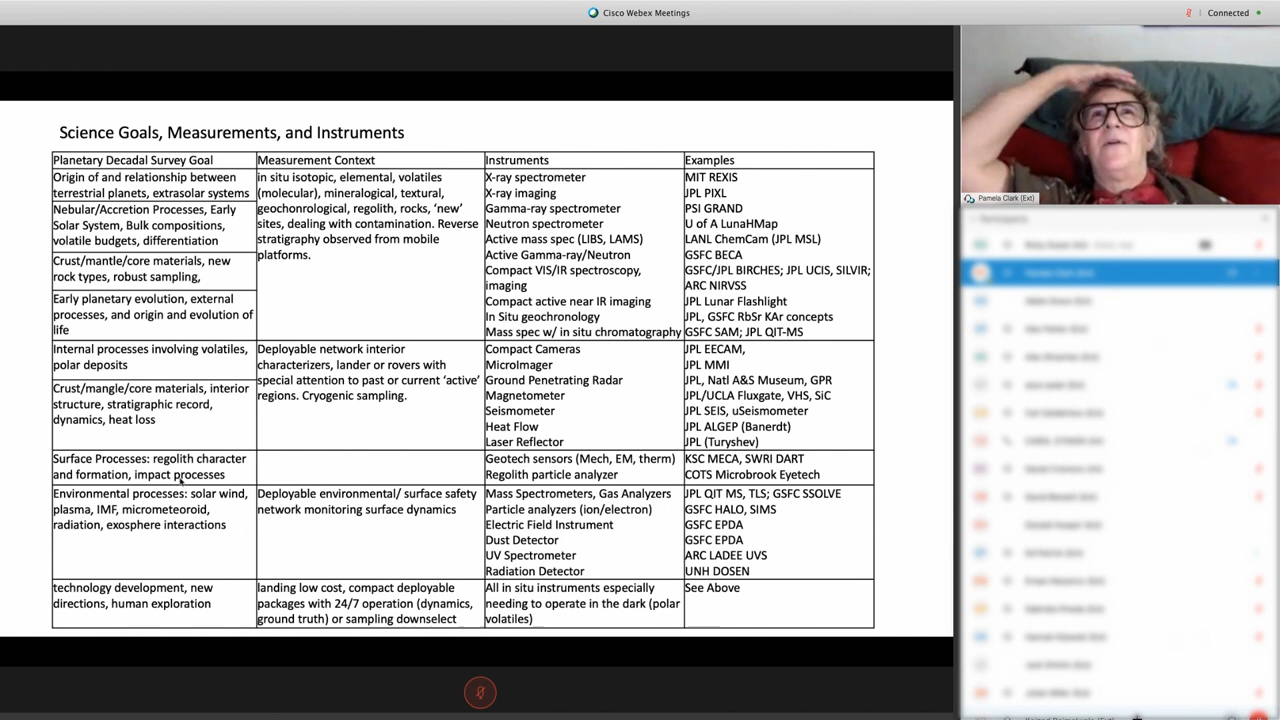 Cisco Webex Meetings
Connected
Science Goals, Measurements, and Instruments
Planetary Decadal Survey Goal
Measurement Context
Instruments
Examples
Origin of and relationship between
terrestrial planets, extrasolar systems
Nebular/Accretion Processes, Early
Solar System, Bulk compositions,
volatile budgets, differentiation
Crust/mantle/core materials, new
rock types, robust sampling,
Early planetary evolution, external
processes, and origin and evolution of
life
in situ isotopic, elemental, volatiles
(molecular), mineralogical, textural,
geochonrological, regolith, rocks, ‘new’
sites, dealing with contamination. Reverse
stratigraphy observed from mobile
platforms.
X-ray spectrometer
X-ray imaging
Gamma-ray spectrometer
Neutron spectrometer
Active mass spec (LIBS, LAMS)
Active Gamma-ray/Neutron
Compact VIS/IR spectroscopy,
imaging
Compact active near IR imaging
In Situ geochronology
Mass spec w/ in situ chromatography
MIT REXIS
JPL PIXL
PSI GRAND
U of A LunaHMap
LANL ChemCam (JPL MSL)
GSFC BECA
GSFC/JPL BIRCHES; JPL UCIS, SILVIR;
ARC NIRVSS
JPL Lunar Flashlight
JPL, GSFC RbSr KAr concepts
GSFC SAM; JPL QIT-MS
Internal processes involving volatiles,
polar deposits
Crust/mangle/core materials, interior
structure, stratigraphic record,
dynamics, heat loss
Deployable network interior
characterizers, lander or rovers with
special attention to past or current ‘active’
regions. Cryogenic sampling.
Compact Cameras
MicroImager
Ground Penetrating Radar
Magnetometer
Seismometer
Heat Flow
Laser Reflector
JPL EECAM,
JPL MMI
JPL, Natl A&S Museum, GPR
JPL/UCLA Fluxgate, VHS, SiC
JPL SEIS, uSeismometer
JPL ALGEP (Banerdt)
JPL (Turyshev)
Surface Processes: regolith character
and formation, impact processes
Geotech sensors (Mech, EM, therm)
Regolith particle analyzer
KSC MECA, SWRI DART
COTS Microbrook Eyetech
Environmental processes: solar wind,
plasma, IMF, micrometeoroid,
radiation, exosphere interactions
Deployable environmental/ surface safety
network monitoring surface dynamics
Mass Spectrometers, Gas Analyzers
Particle analyzers (ion/electron)
Electric Field Instrument
Dust Detector
UV Spectrometer
Radiation Detector
JPL QIT MS, TLS; GSFC SSOLVE
GSFC HALO, SIMS
GSFC EPDA
GSFC EPDA
ARC LADEE UVS
UNH DOSEN
technology development, new
directions, human exploration
landing low cost, compact deployable
packages with 24/7 operation (dynamics,
ground truth) or sampling downselect
All in situ instruments especially
needing to operate in the dark (polar
volatiles)
See Above
Pamela Clark (Ext)